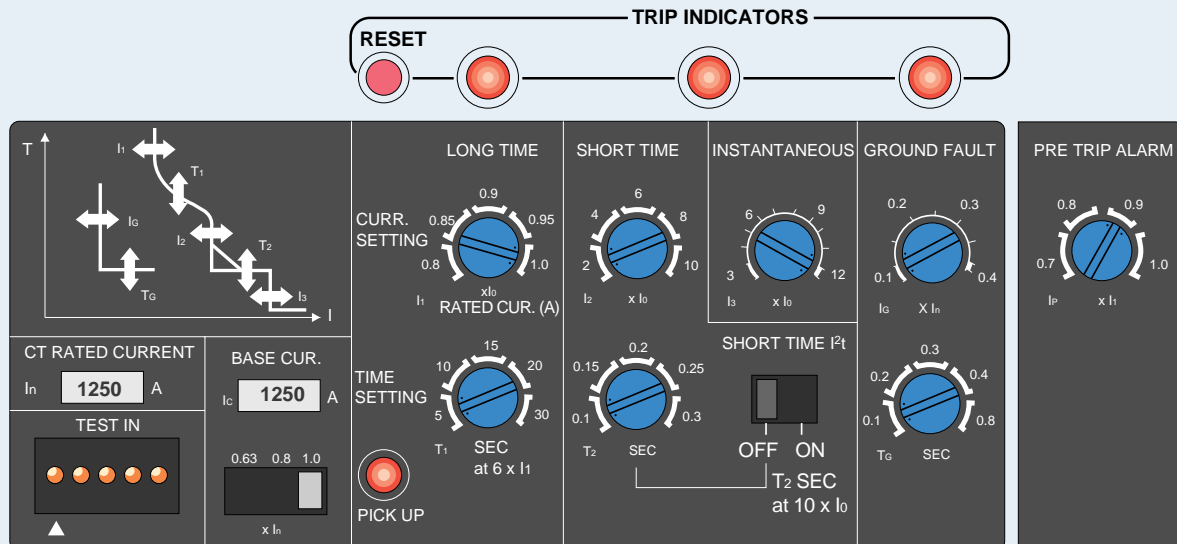 TRIP INDICATORS
RESET
T
I1
T1
IG
I2
T2
TG
I3
I
CT RATED CURRENT
In 1250 A
TEST IN
BASE CUR.
Ic 1250 A
0.63 0.8 1.0
x In
CURR.
SETTING
TIME
SETTING
PICK UP
LONG TIME
0.8 0.85 0.9 0.95 1.0
I1 xI0
RATED CUR. (A)
5 10 15 20 30
T1 SEC
at 6 x I1
SHORT TIME
2 4 6 8 10
I2 x I0
0.1 0.15 0.2 0.25 0.3
T2 SEC
INSTANTANEOUS
3 6 9 12
I3 x I0
SHORT TIME I²t
OFF ON
T2 SEC
at 10 x I0
GROUND FAULT
0.1 0.2 0.3 0.4
IG X In
0.1 0.2 0.3 0.4 0.8
TG SEC
PRE TRIP ALARM
0.7 0.8 0.9 1.0
IP x I1